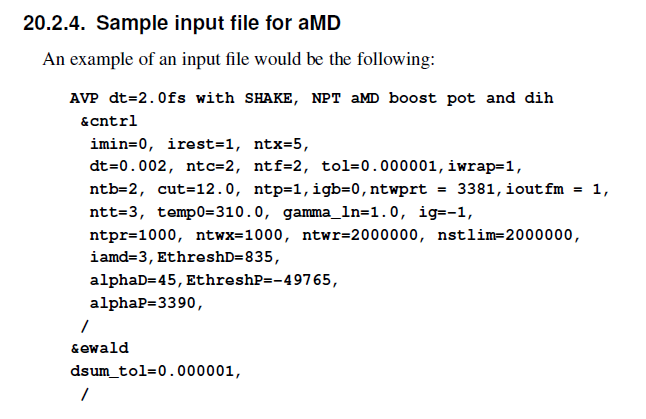 20.2.4. Sample input file for aMD
An example of an input file would be the following:
AVP dt=2.0fs with SHAKE, NPT aMD boost pot and dih
&cntrl
imin=0, irest=1, ntx=5,
dt=0.002, ntc=2, ntf=2, tol=0.000001,iwrap=1,
ntb=2, cut=12.0, ntp=1,igb=0,ntwprt = 3381,ioutfm = 1,
ntt=3, temp0=310.0, gamma_ln=1.0, ig=-1,
ntpr=1000, ntwx=1000, ntwr=2000000, nstlim=2000000,
iamd=3,EthreshD=835,
alphaD=45,EthreshP=-49765,
alphaP=3390,
/
&ewald
dsum_tol=0.000001,
/